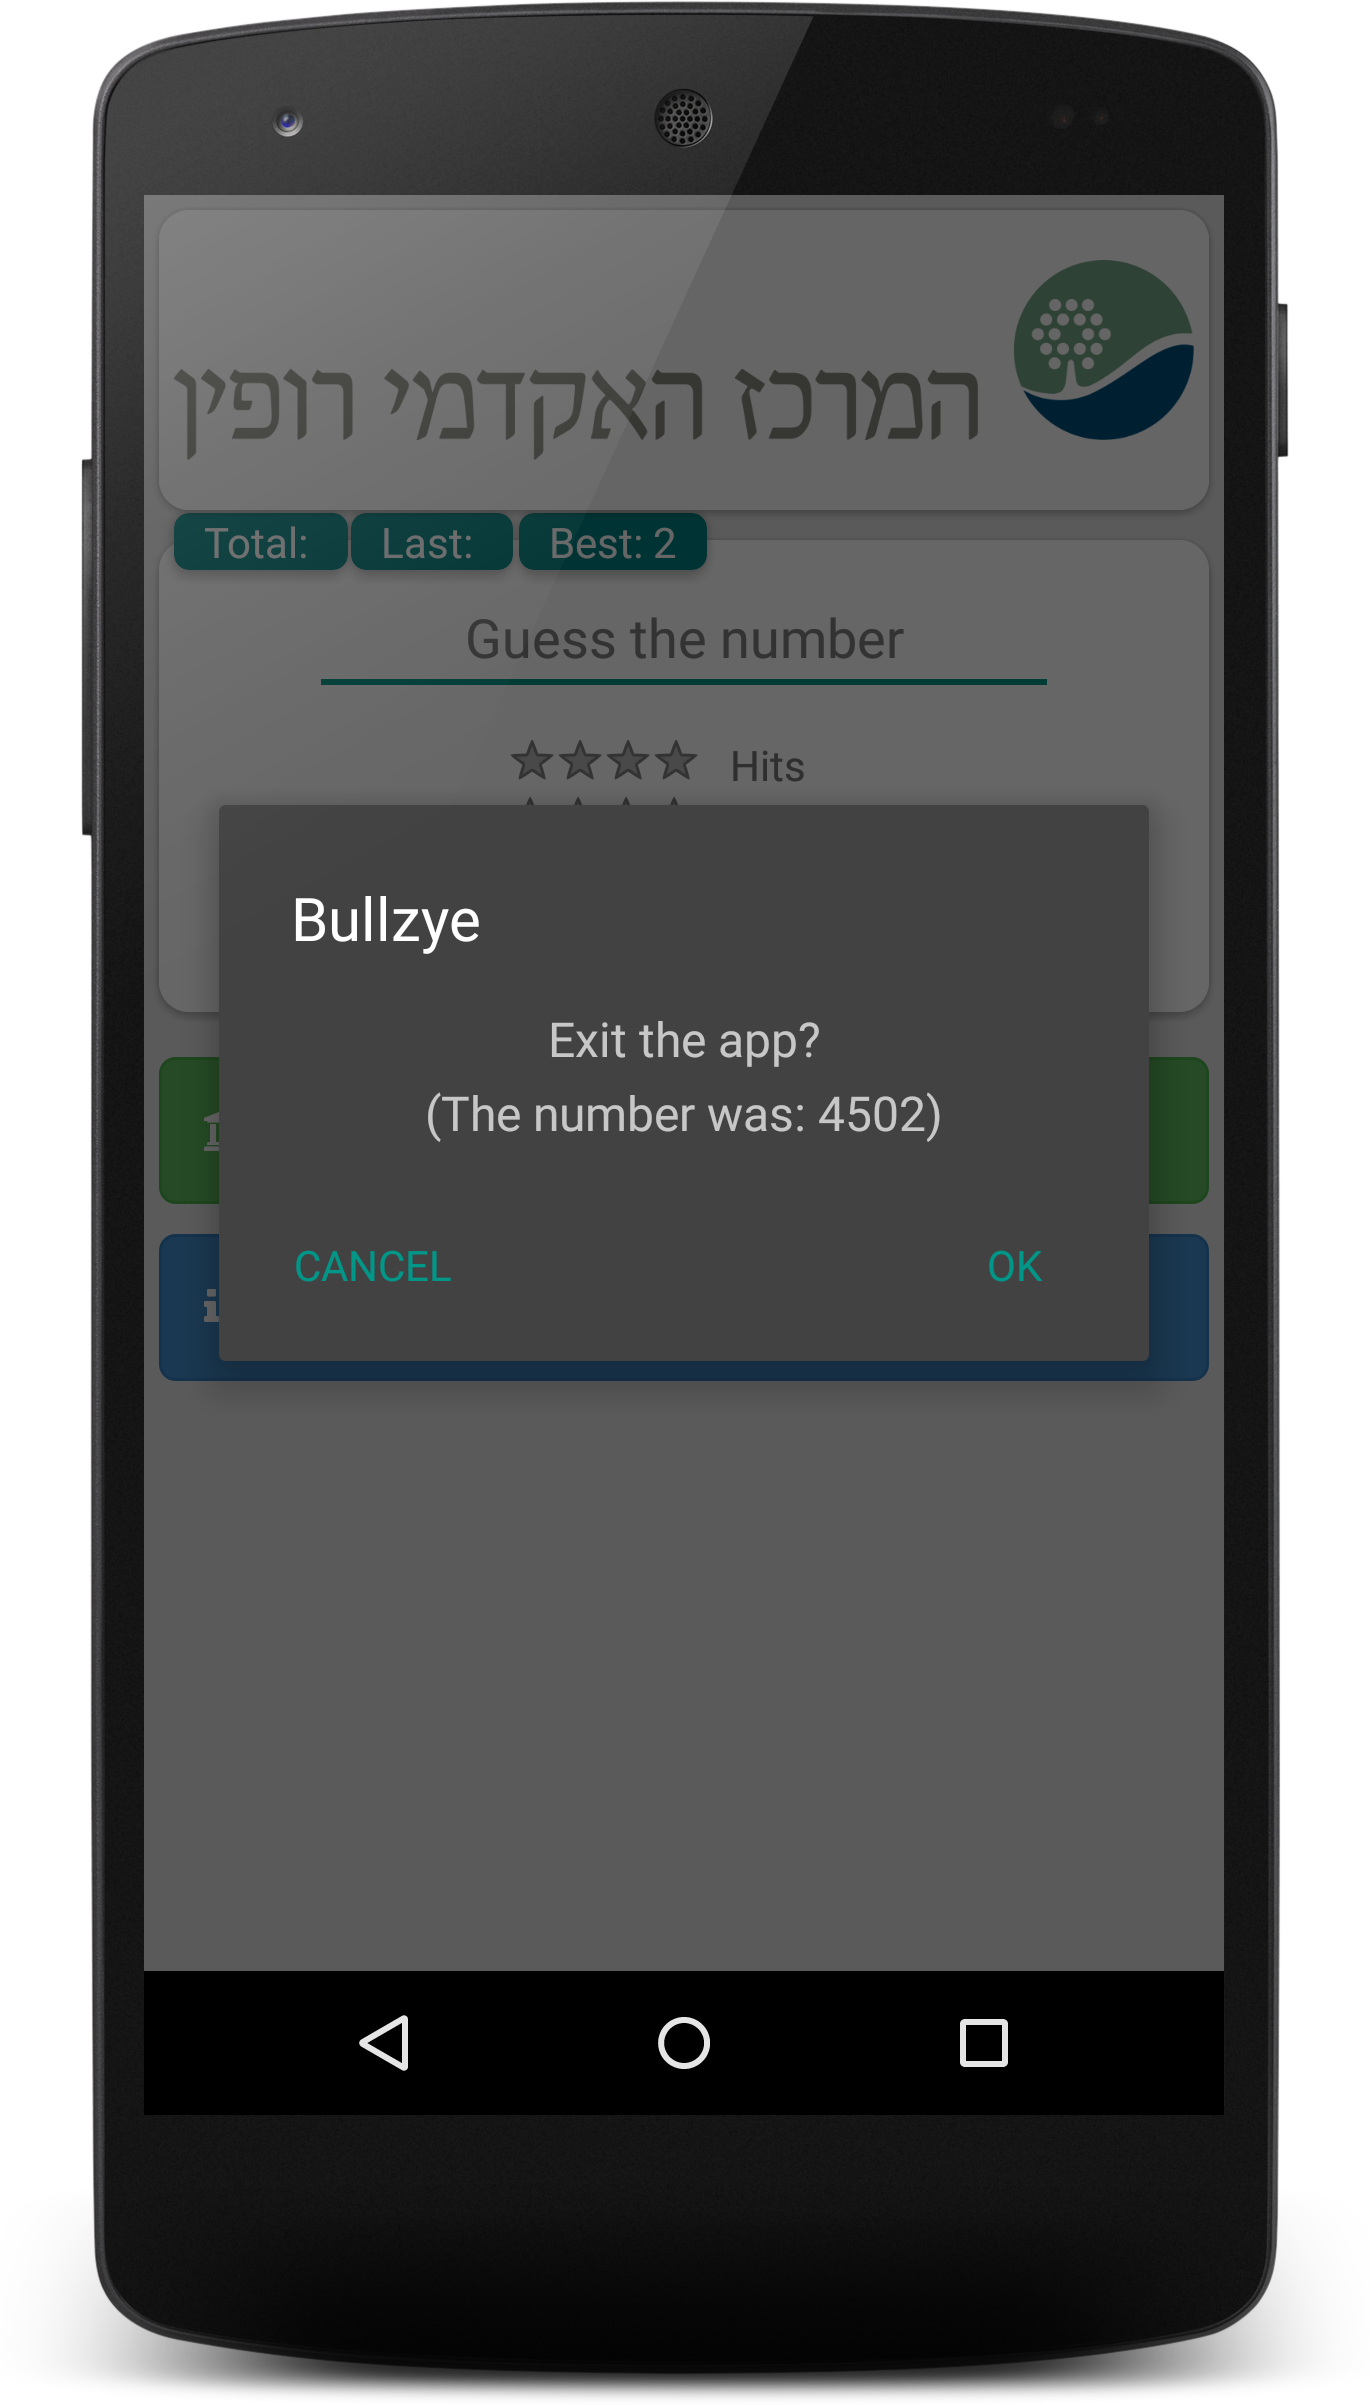 המרכז האקדמי רופין
Total: Last: Best: 2
Guess the number
Hits
Bullzye
Exit the app?
(The number was: 4502)
CANCEL OK